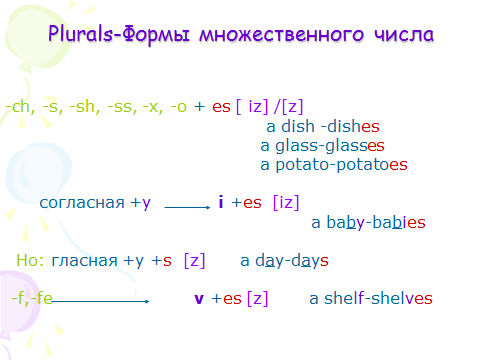 Plurals-Формы множественного числа
-ch, -s, -sh, -ss, -x, -o + es [ iz] /[z]
a dish -dishes
a glass-glasses
a potato-potatoes
согласная +y i +es [iz]
a baby-babies
Но: гласная +y +s [z] a day-days
-f,-fe v +es [z] a shelf-shelves